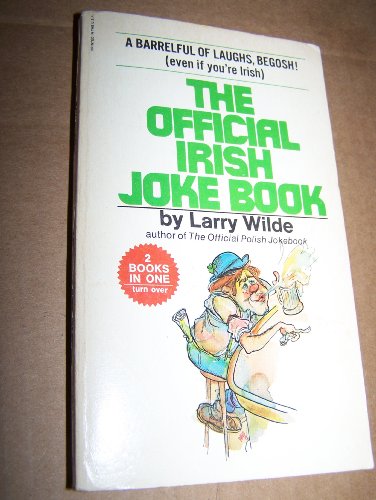 A BARRELFUL OF LAUGHS, BEGOSH!
(even if you're Irish)
THE
OFFICIAL
IRISH
JOKE BOOK
by Larry Wilde
author of The Official Polish Jokebook
2
BOOKS
IN ONE
turn over